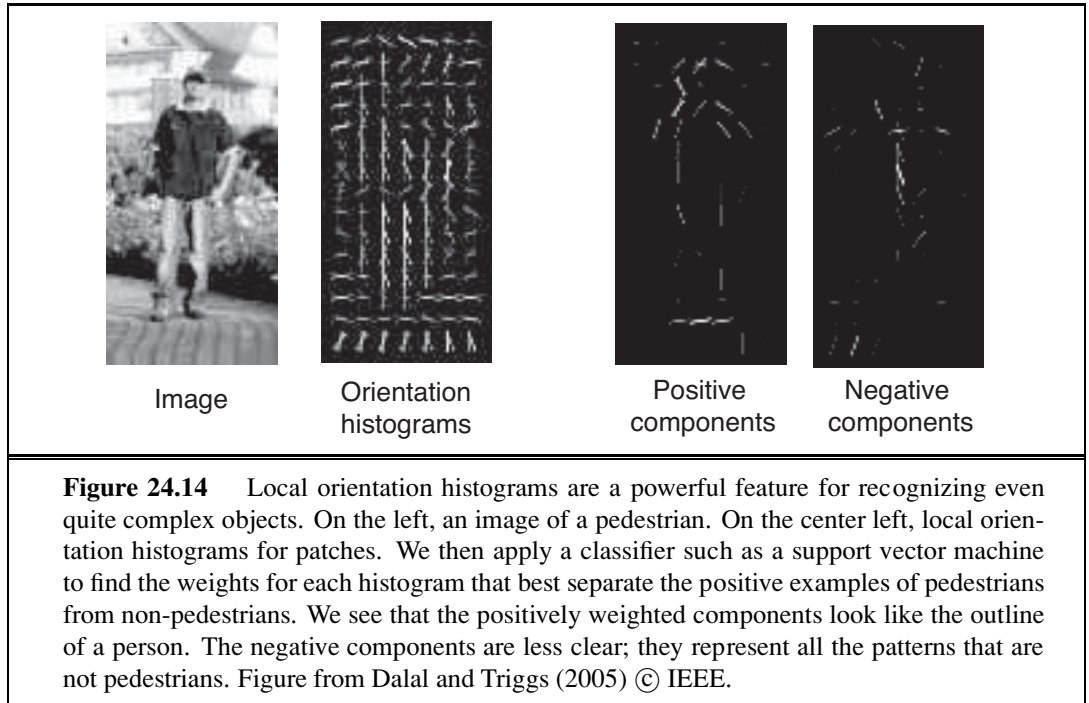 Image
Orientation
histograms
Positive
components
Negative
components
Figure 24.14 Local orientation histograms are a powerful feature for recognizing even
quite complex objects. On the left, an image of a pedestrian. On the center left, local orien-
tation histograms for patches. We then apply a classifier such as a support vector machine
to find the weights for each histogram that best separate the positive examples of pedestrians
from non-pedestrians. We see that the positively weighted components look like the outline
of a person. The negative components are less clear; they represent all the patterns that are
not pedestrians. Figure from Dalal and Triggs (2005) © IEEE.